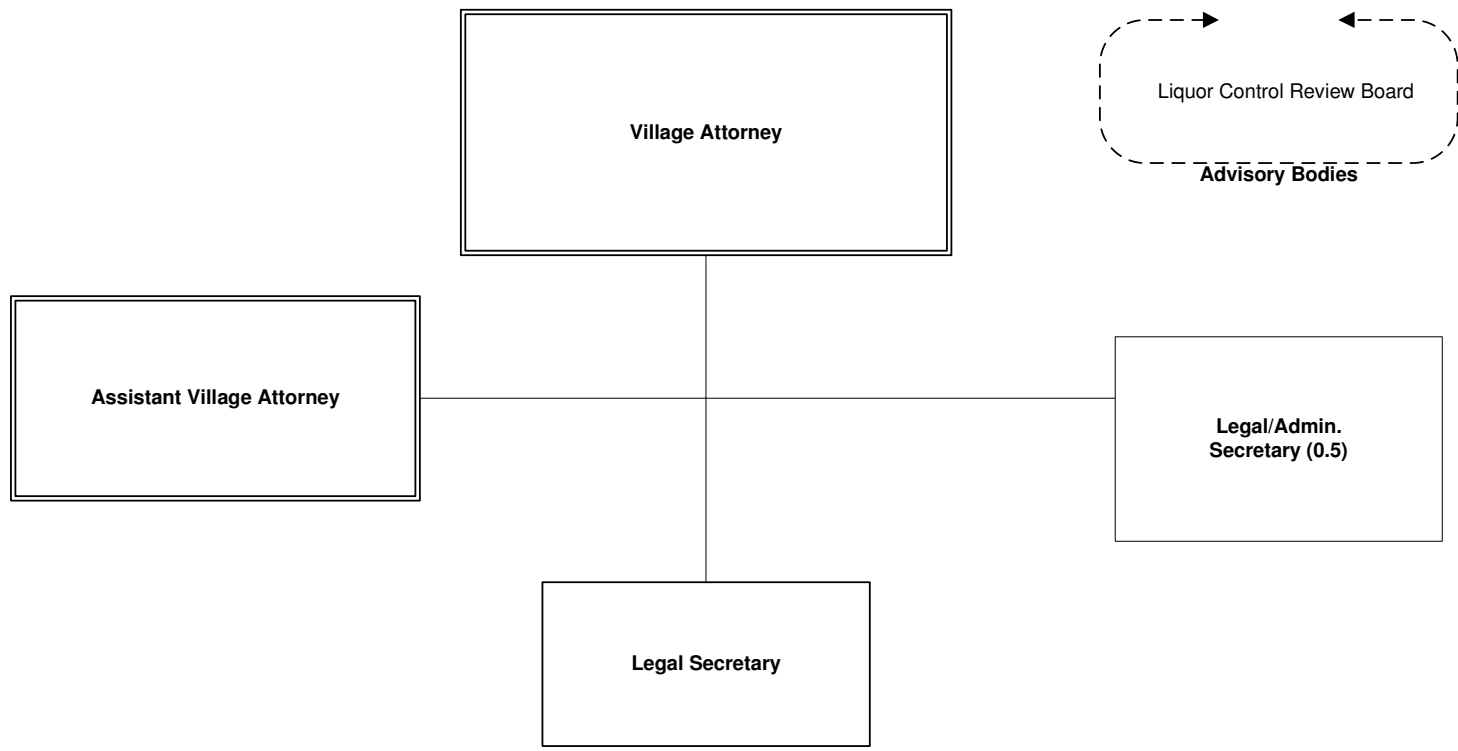 Village Attorney
Liquor Control Review Board
Advisory Bodies
Assistant Village Attorney
Legal/Admin.
Secretary (0.5)
Legal Secretary